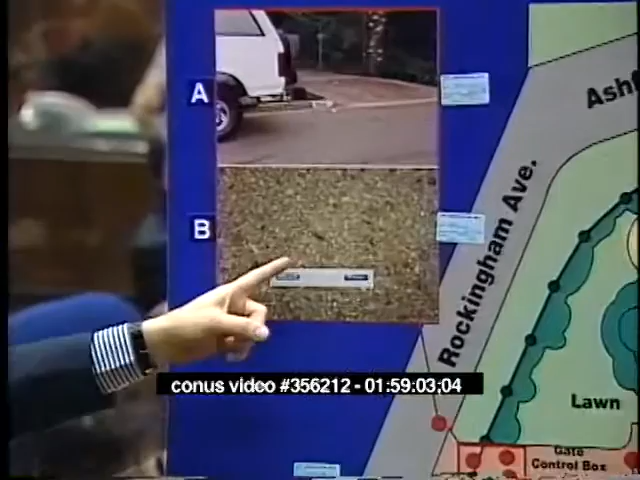 A
Ashf
B
Rockingham Ave.
conus video #356212 - 01:59:03:04
Lawn
Gate
Control Box